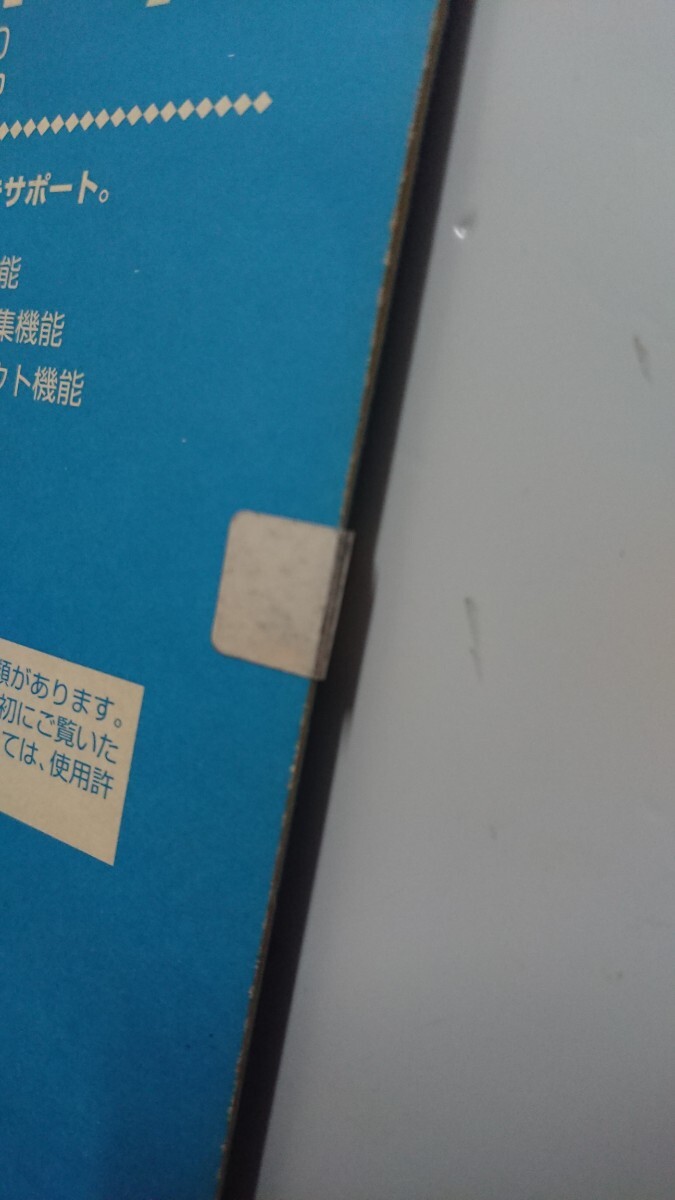 サポート。
能
集機能
ウト機能
類があります。
初にご覧いた
ては、使用許